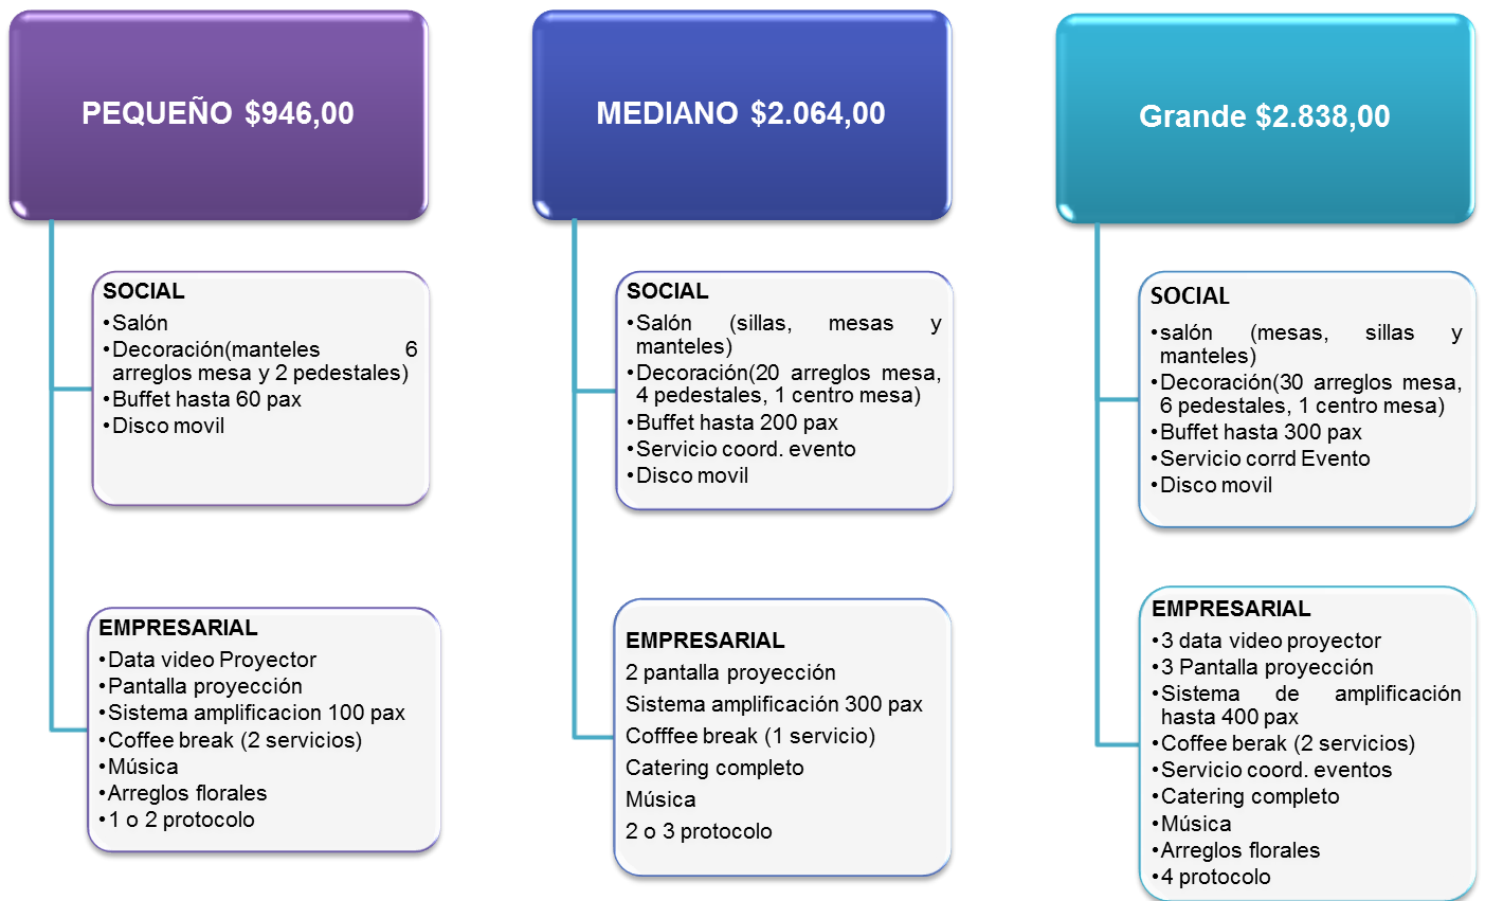 PEQUEÑO $946,00
SOCIAL
•Salón
•Decoración(manteles 6
arreglos mesa y 2 pedestales)
•Buffet hasta 60 pax
•Disco movil
EMPRESARIAL
•Data video Proyector
•Pantalla proyección
•Sistema amplificacion 100 pax
•Coffee break (2 servicios)
•Música
•Arreglos florales
•1 o 2 protocolo
MEDIANO $2.064,00
SOCIAL
•Salón (sillas, mesas y
manteles)
•Decoración(20 arreglos mesa,
4 pedestales, 1 centro mesa)
•Buffet hasta 200 pax
•Servicio coord. evento
•Disco movil
EMPRESARIAL
2 pantalla proyección
Sistema amplificación 300 pax
Cofffee break (1 servicio)
Catering completo
Música
2 o 3 protocolo
Grande $2.838,00
SOCIAL
•salón (mesas, sillas y
manteles)
•Decoración(30 arreglos mesa,
6 pedestales, 1 centro mesa)
•Buffet hasta 300 pax
•Servicio corrd Evento
•Disco movil
EMPRESARIAL
•3 data video proyector
•3 Pantalla proyección
•Sistema de amplificación
hasta 400 pax
•Coffee berak (2 servicios)
•Servicio coord. eventos
•Catering completo
•Música
•Arreglos florales
•4 protocolo